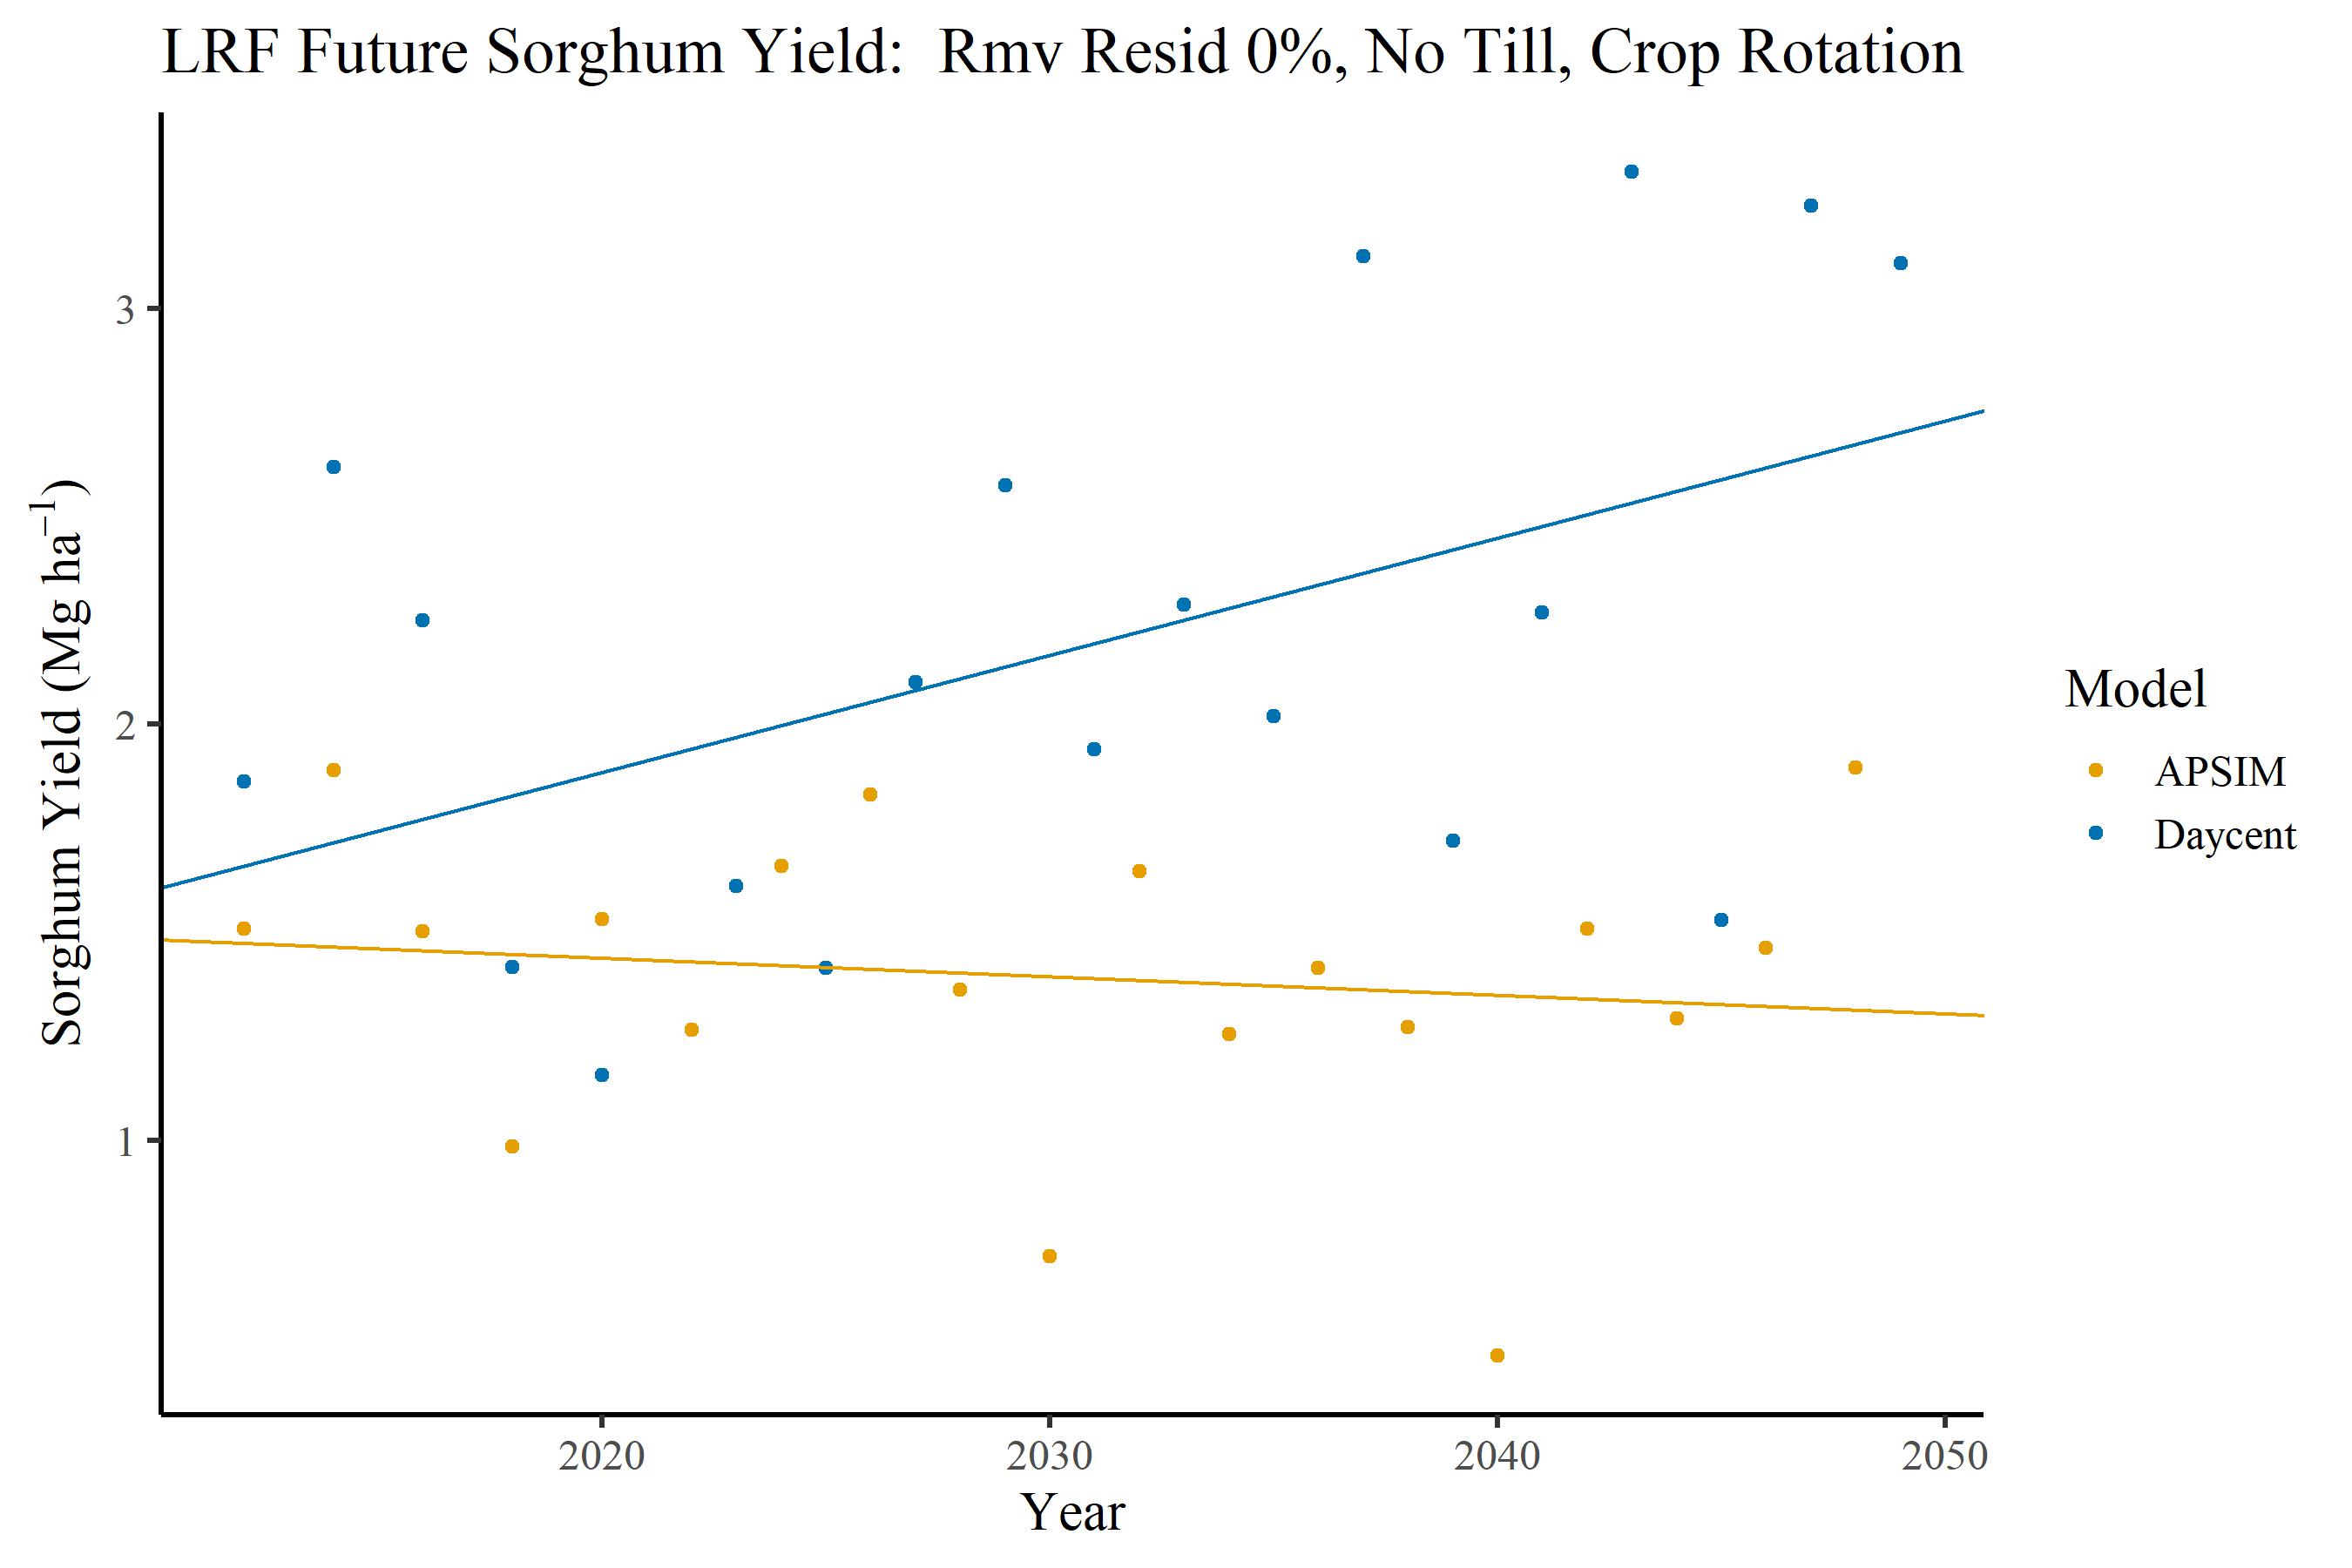 LRF Future Sorghum Yield:  Rmv Resid 0%, No Till, Crop Rotation
Sorghum Yield (Mg ha⁻¹)
3
2
1
2020
2030
2040
2050
Year
Model
APSIM
Daycent